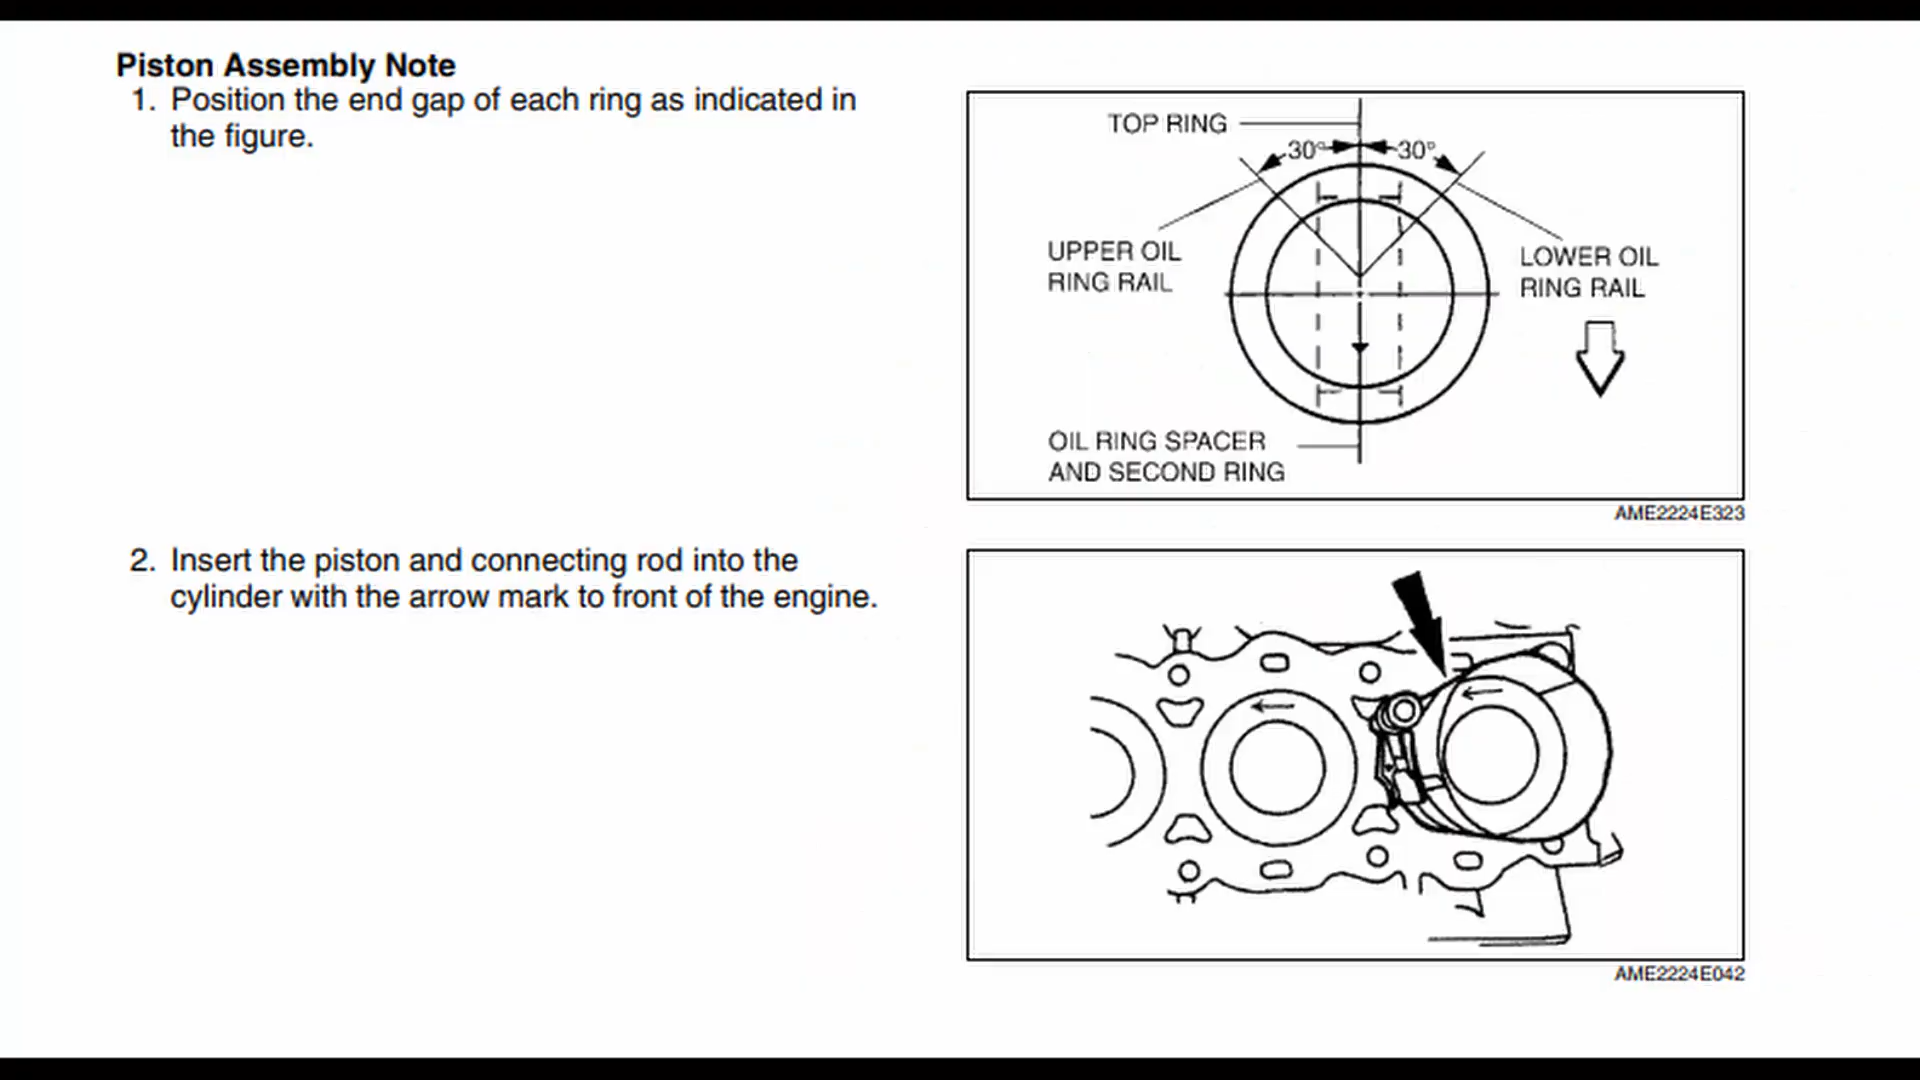 Piston Assembly Note
1. Position the end gap of each ring as indicated in
the figure.
TOP RING
30° 30°
UPPER OIL
RING RAIL
LOWER OIL
RING RAIL
OIL RING SPACER
AND SECOND RING
AME2224E323
2. Insert the piston and connecting rod into the
cylinder with the arrow mark to front of the engine.
AME2224E042